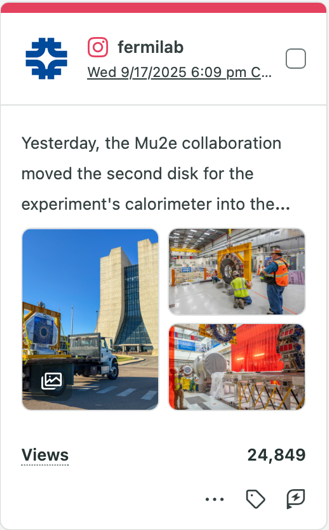 fermilab
Wed 9/17/2025 6:09 pm C...
Yesterday, the Mu2e collaboration
moved the second disk for the
experiment's calorimeter into the...
Views 24,849